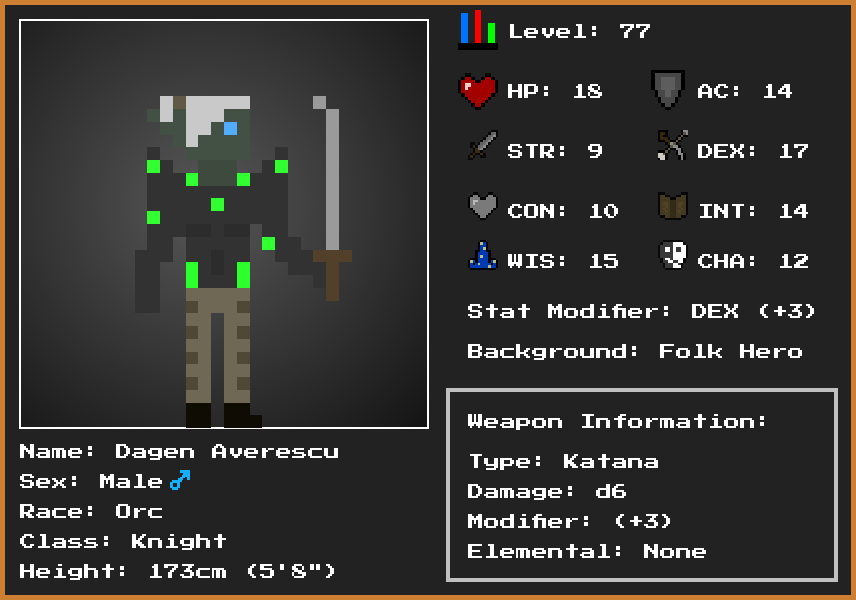 Level: 77
HP: 18
AC: 14
STR: 9
DEX: 17
CON: 10
INT: 14
WIS: 15
CHA: 12
Stat Modifier: DEX (+3)
Background: Folk Hero
Weapon Information:
Type: Katana
Damage: d6
Modifier: (+3)
Elemental: None
Name: Dagen Averescu
Sex: Male♂
Race: Orc
Class: Knight
Height: 173cm (5'8")